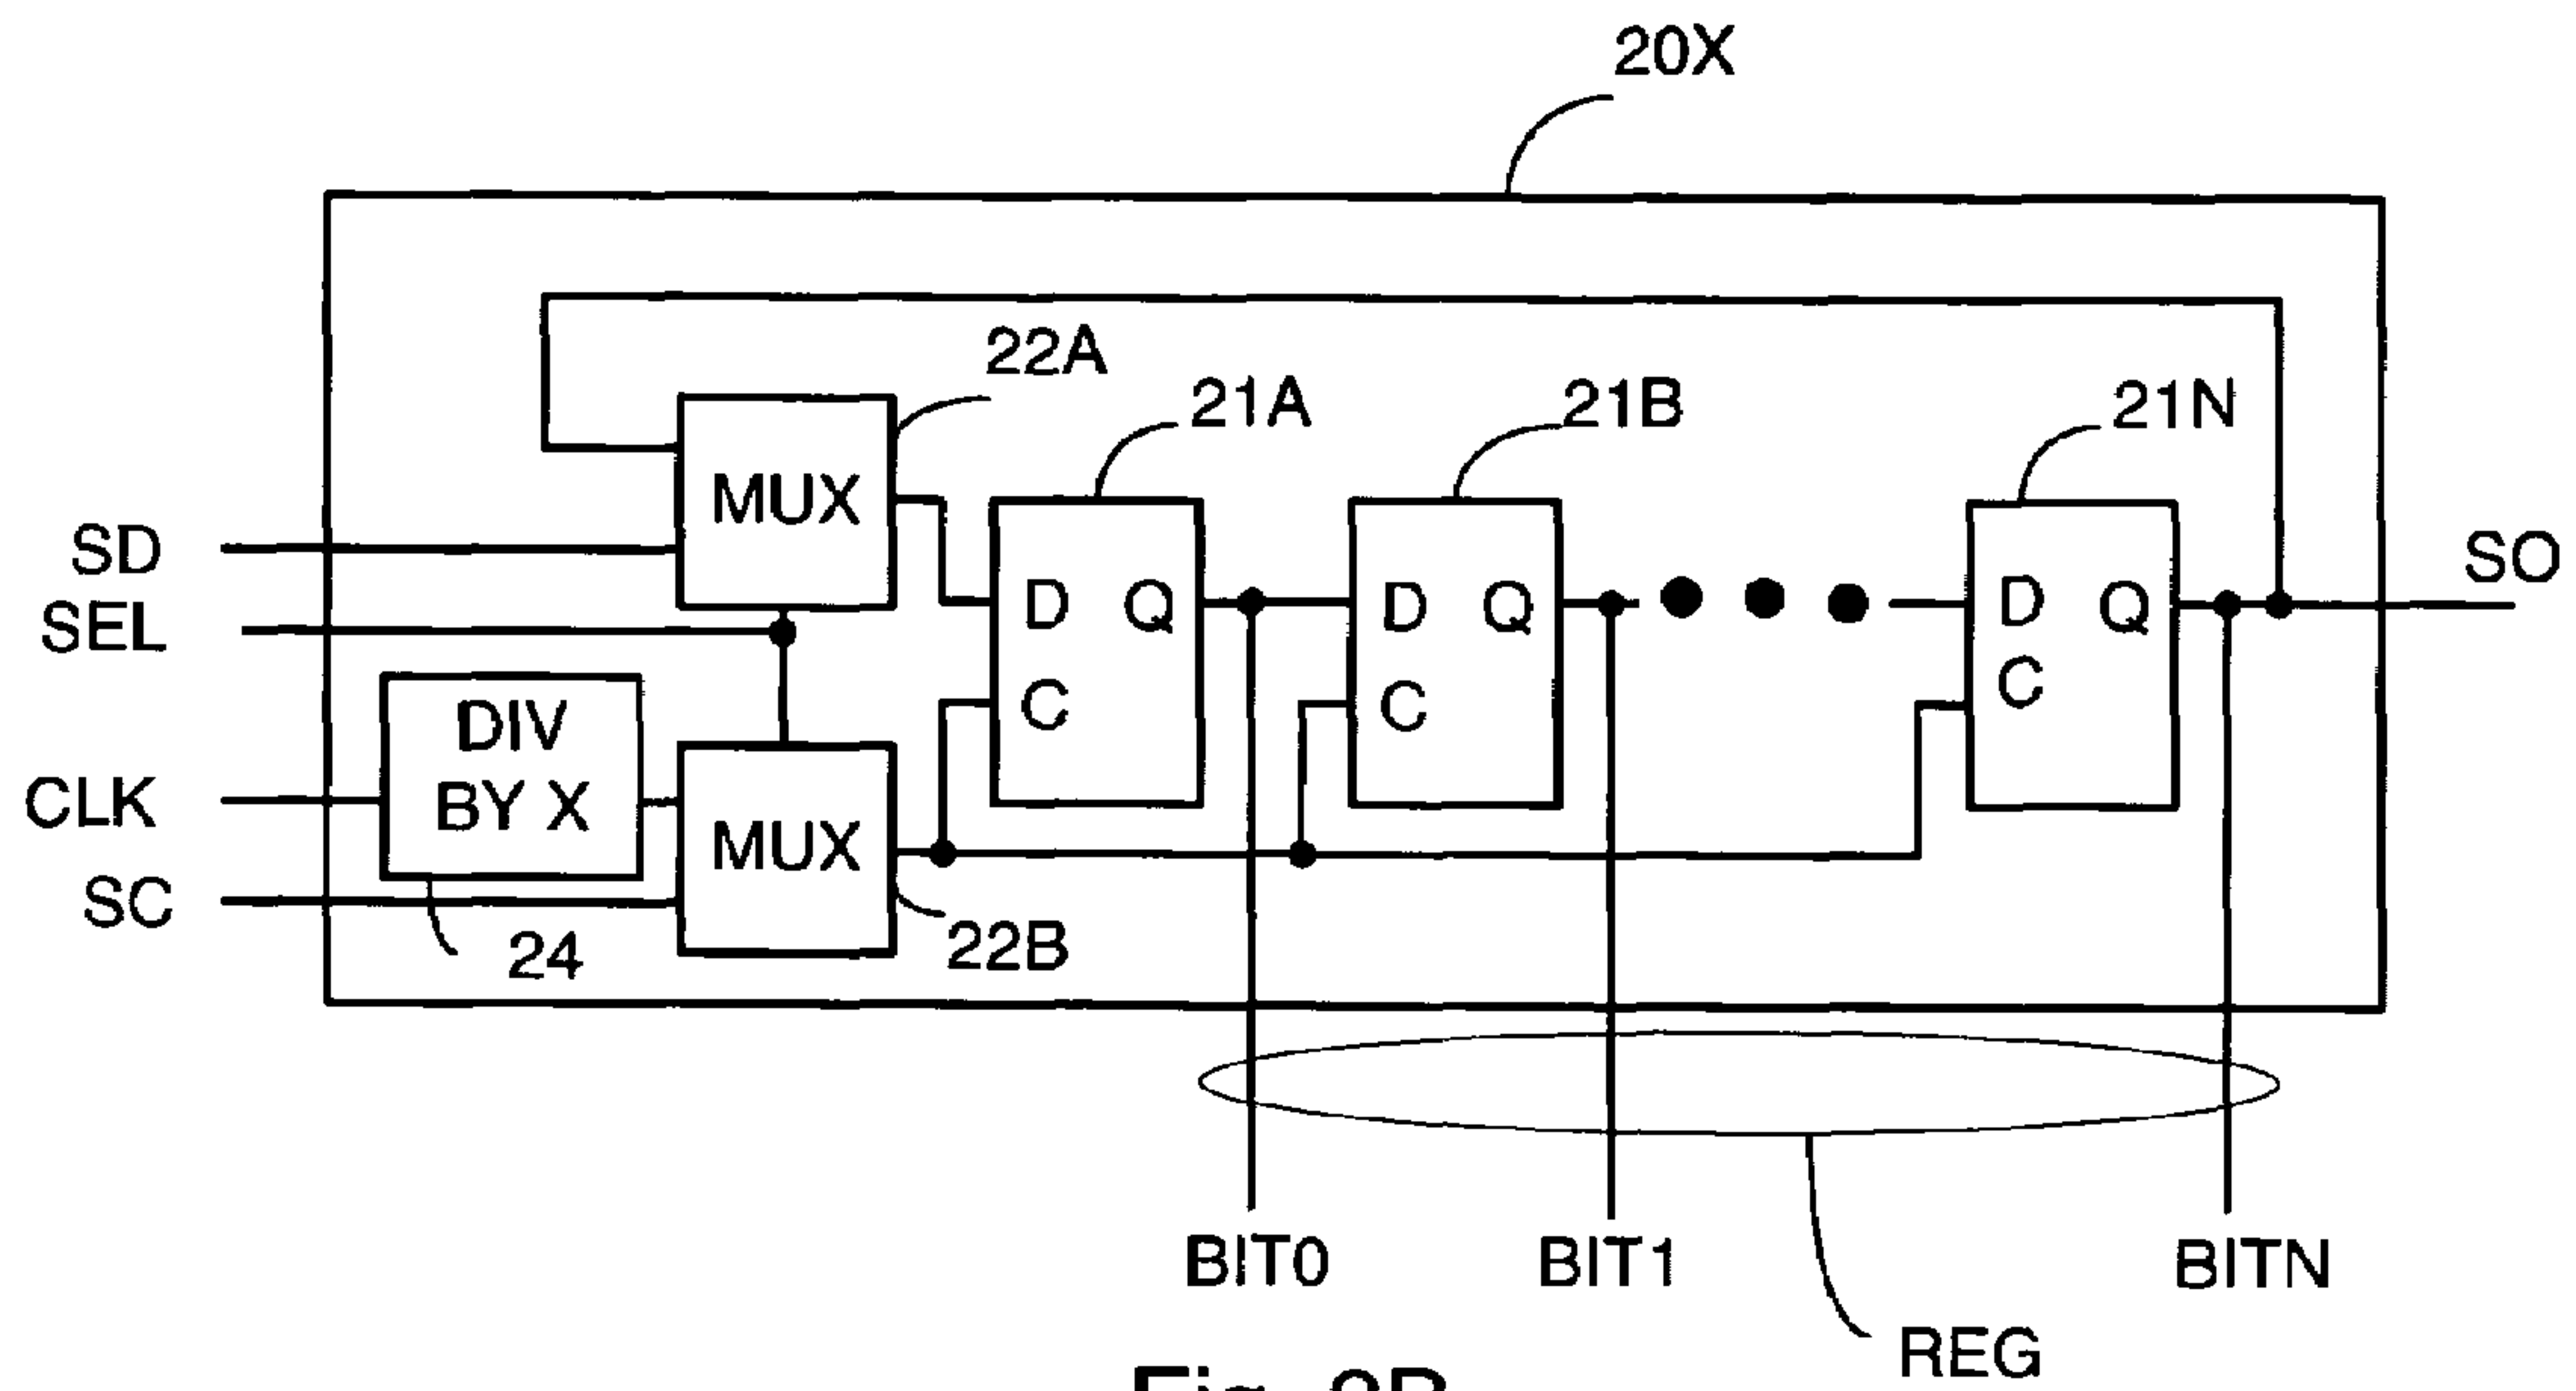 20X
22A
21A
21B
21N
MUX
SD
SEL
SO
D Q
C
D Q
C
D Q
C
DIV
BY X
CLK
MUX
SC
24
22B
BIT0
BIT1
BITN
REG